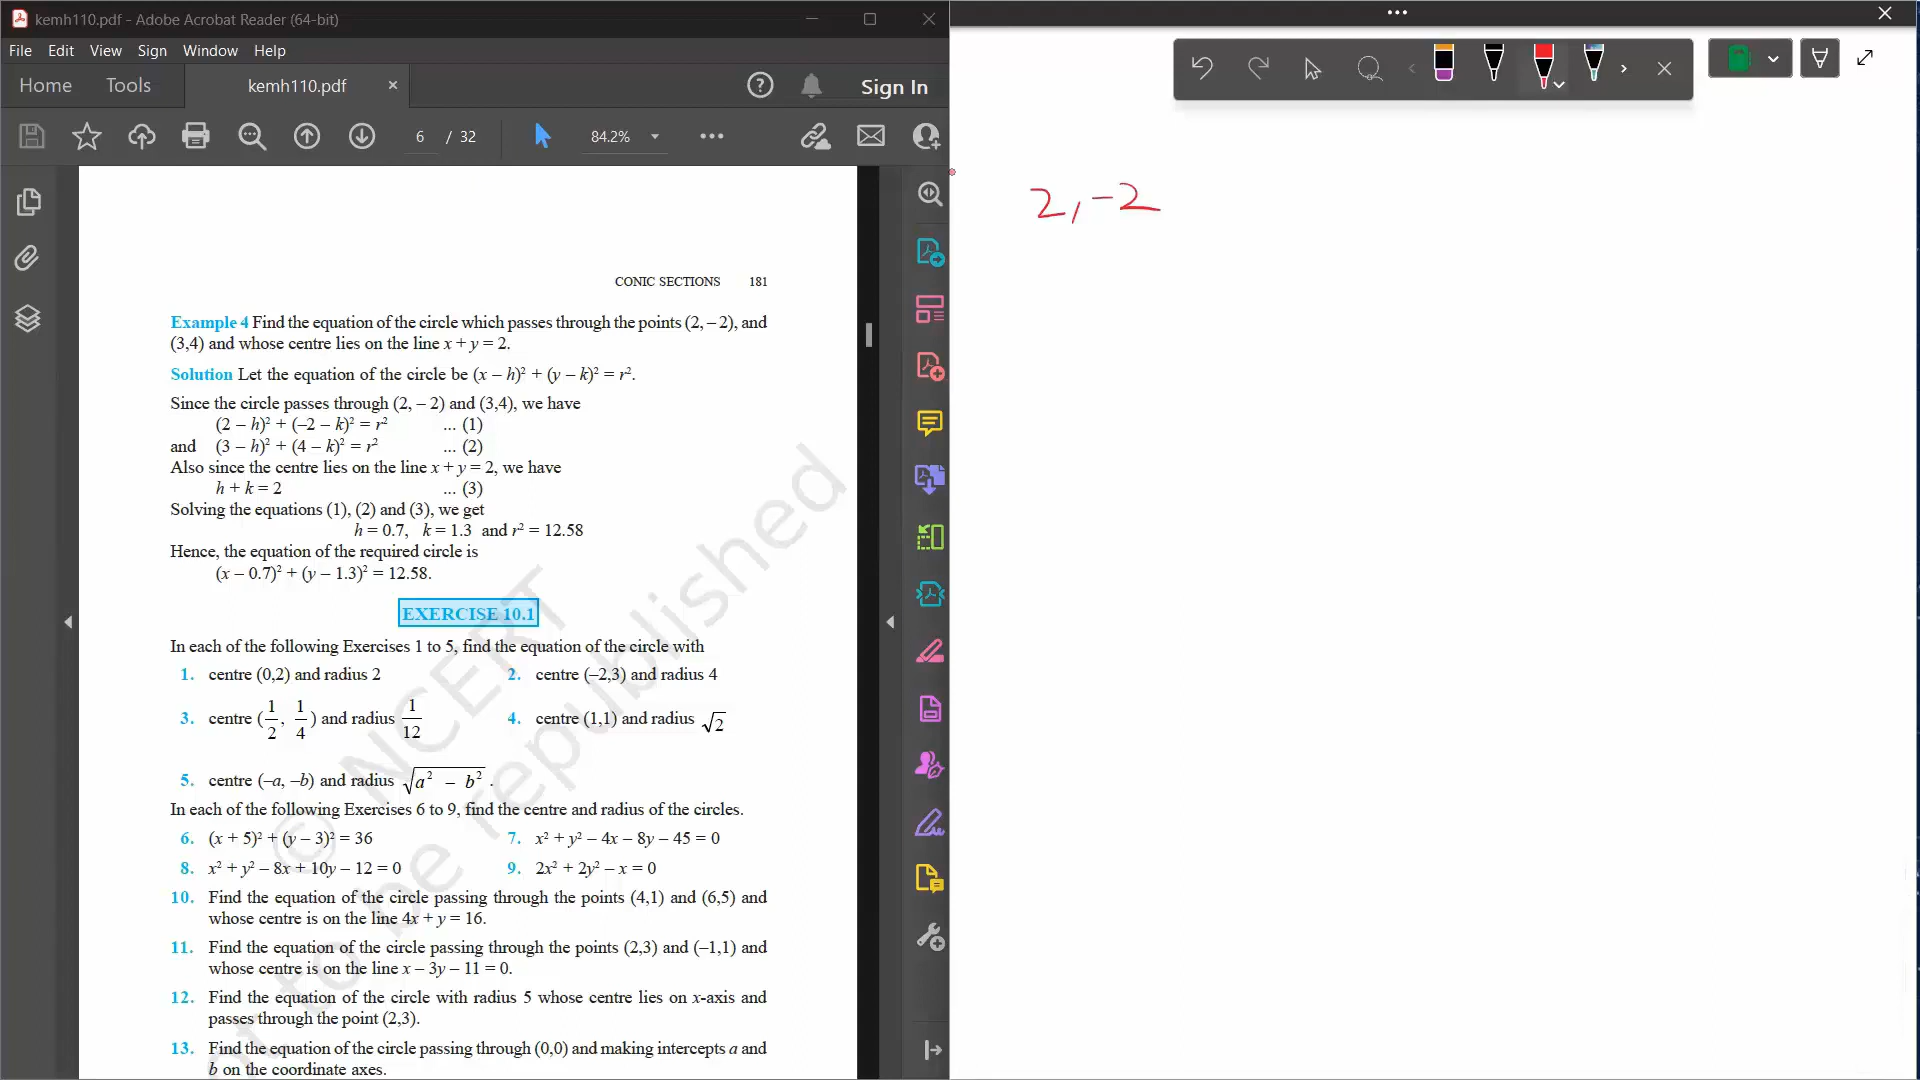 kemh110.pdf - Adobe Acrobat Reader (64-bit)
File Edit View Sign Window Help
Home Tools kemh110.pdf × Sign In
6 / 32 84.2%
2, -2
CONIC SECTIONS 181
Example 4 Find the equation of the circle which passes through the points (2, – 2), and
(3,4) and whose centre lies on the line x + y = 2.
Solution Let the equation of the circle be (x – h)² + (y – k)² = r².
Since the circle passes through (2, – 2) and (3,4), we have
(2 – h)² + (–2 – k)² = r² ... (1)
and (3 – h)² + (4 – k)² = r² ... (2)
Also since the centre lies on the line x + y = 2, we have
h + k = 2 ... (3)
Solving the equations (1), (2) and (3), we get
h = 0.7, k = 1.3 and r² = 12.58
Hence, the equation of the required circle is
(x – 0.7)² + (y – 1.3)² = 12.58.
EXERCISE 10.1
In each of the following Exercises 1 to 5, find the equation of the circle with
1. centre (0,2) and radius 2 2. centre (–2,3) and radius 4
3. centre (1/2, 1/4) and radius 1/12 4. centre (1,1) and radius √2
5. centre (–a, –b) and radius √(a² – b²).
In each of the following Exercises 6 to 9, find the centre and radius of the circles.
6. (x + 5)² + (y – 3)² = 36 7. x² + y² – 4x – 8y – 45 = 0
8. x² + y² – 8x + 10y – 12 = 0 9. 2x² + 2y² – x = 0
10. Find the equation of the circle passing through the points (4,1) and (6,5) and
whose centre is on the line 4x + y = 16.
11. Find the equation of the circle passing through the points (2,3) and (–1,1) and
whose centre is on the line x – 3y – 11 = 0.
12. Find the equation of the circle with radius 5 whose centre lies on x-axis and
passes through the point (2,3).
13. Find the equation of the circle passing through (0,0) and making intercepts a and
b on the coordinate axes.
© NCERT
not to be republished